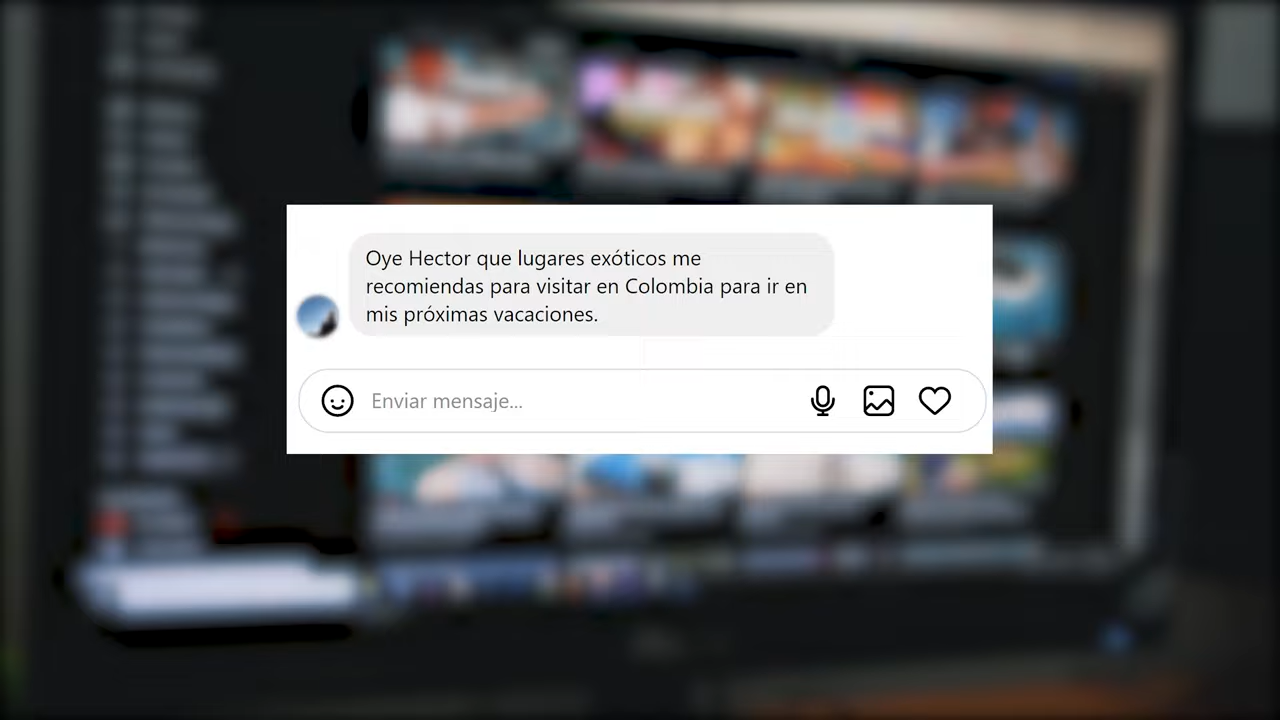 Oye Hector que lugares exóticos me
recomiendas para visitar en Colombia para ir en
mis próximas vacaciones.
Enviar mensaje...